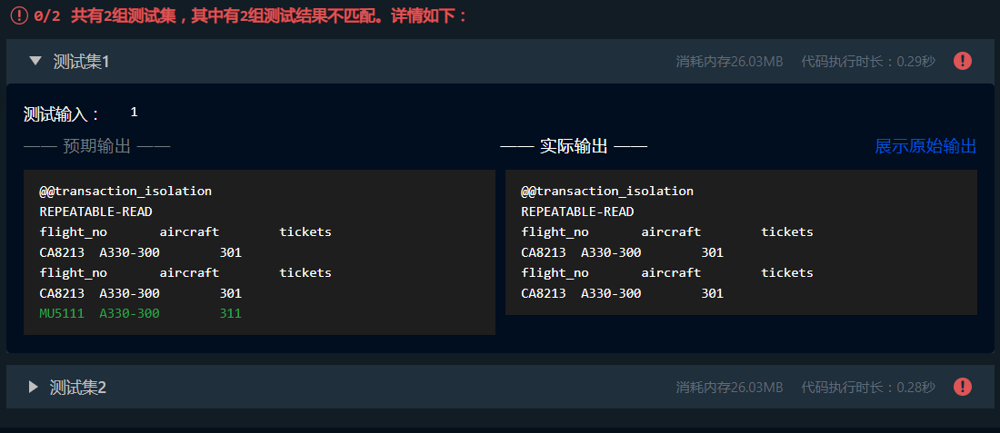 0/2 共有2组测试集，其中有2组测试结果不匹配。详情如下：
测试集1 消耗内存26.03MB 代码执行时长：0.29秒
测试输入： 1
—— 预期输出 —— —— 实际输出 —— 展示原始输出
@@transaction_isolation
REPEATABLE-READ
flight_no aircraft tickets
CA8213 A330-300 301
flight_no aircraft tickets
CA8213 A330-300 301
MU5111 A330-300 311
@@transaction_isolation
REPEATABLE-READ
flight_no aircraft tickets
CA8213 A330-300 301
flight_no aircraft tickets
CA8213 A330-300 301
测试集2 消耗内存26.03MB 代码执行时长：0.28秒